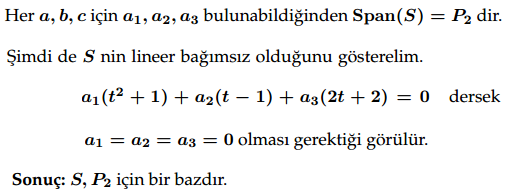 Her a, b, c için a₁, a₂, a₃ bulunabildiğinden Span(S) = P₂ dir.
Şimdi de S nin lineer bağımsız olduğunu gösterelim.
a₁(t² + 1) + a₂(t − 1) + a₃(2t + 2) = 0 dersek
a₁ = a₂ = a₃ = 0 olması gerektiği görülür.
Sonuç: S, P₂ için bir bazdır.